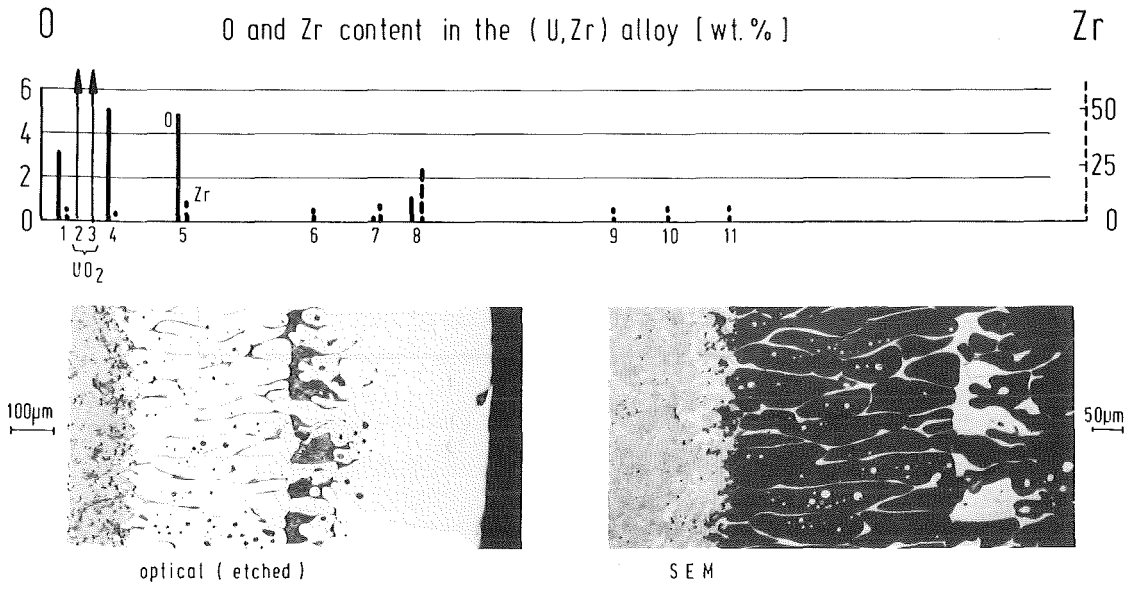 O
O and Zr content in the (U,Zr) alloy [wt.%]
Zr
6
4
2
0
O
Zr
50
25
0
1 2 3 4 5 6 7 8 9 10 11
UO2
100µm
50µm
optical (etched)
SEM